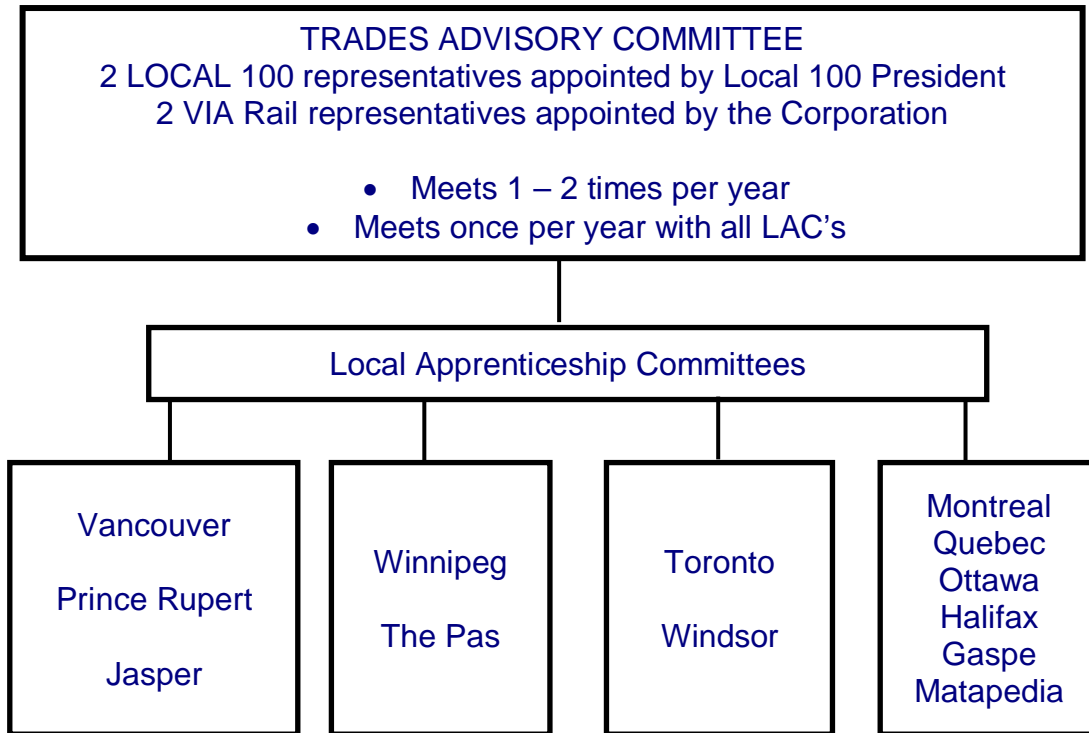 TRADES ADVISORY COMMITTEE
2 LOCAL 100 representatives appointed by Local 100 President
2 VIA Rail representatives appointed by the Corporation
• Meets 1 – 2 times per year
• Meets once per year with all LAC’s
Local Apprenticeship Committees
Vancouver
Prince Rupert
Jasper
Winnipeg
The Pas
Toronto
Windsor
Montreal
Quebec
Ottawa
Halifax
Gaspe
Matapedia